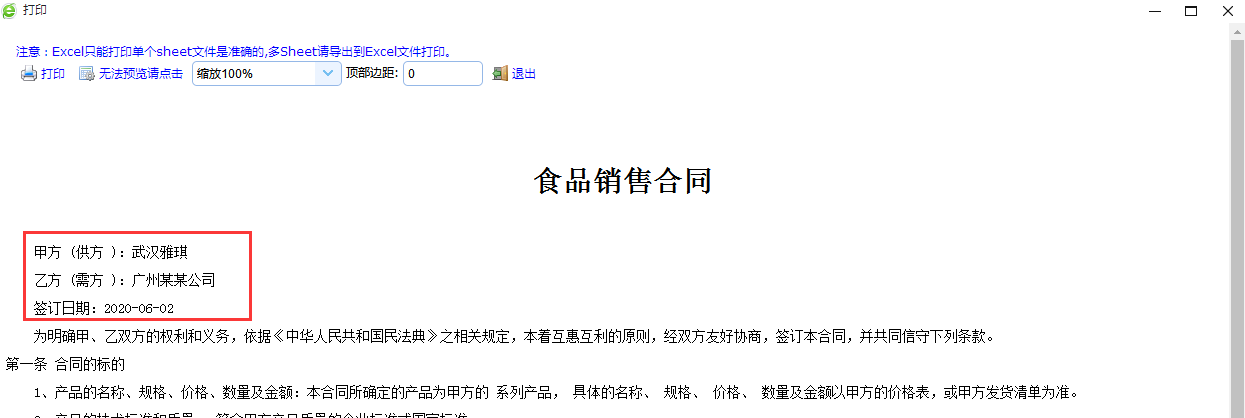 打印
注意：Excel只能打印单个sheet文件是准确的,多Sheet请导出到Excel文件打印。
打印 无法预览请点击 缩放100% 顶部边距: 0 退出
食品销售合同
甲方（供方 ）：武汉雅琪
乙方（需方 ）：广州某某公司
签订日期：2020-06-02
为明确甲、乙双方的权利和义务，依据《中华人民共和国民法典》之相关规定，本着互惠互利的原则，经双方友好协商，签订本合同，并共同信守下列条款。
第一条 合同的标的
1、产品的名称、规格、价格、数量及金额：本合同所确定的产品为甲方的 系列产品， 具体的名称、 规格、 价格、 数量及金额以甲方的价格表，或甲方发货清单为准。